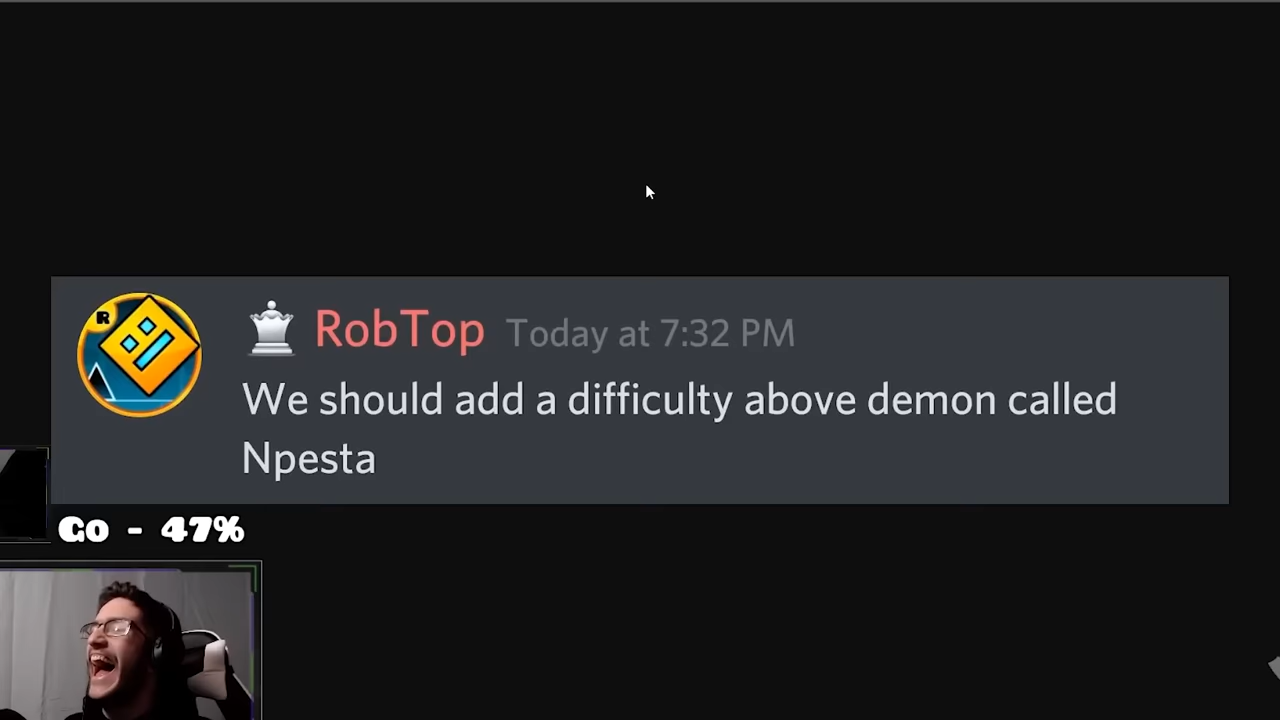 R
RobTop Today at 7:32 PM
We should add a difficulty above demon called
Npesta
Go - 47%